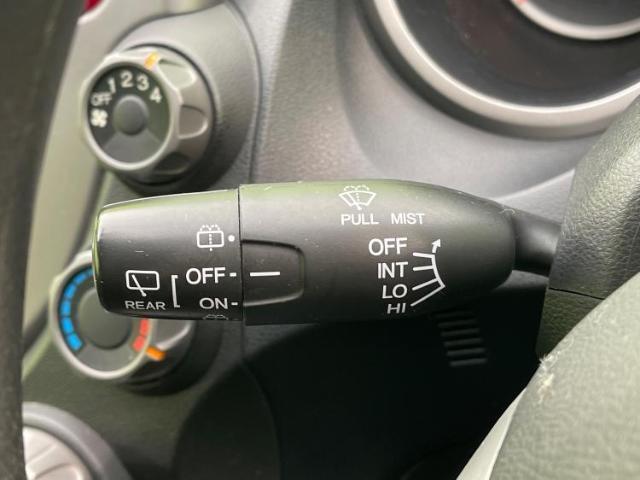 OFF 1 2 3 4
PULL MIST
OFF
INT
LO
HI
OFF
ON
REAR